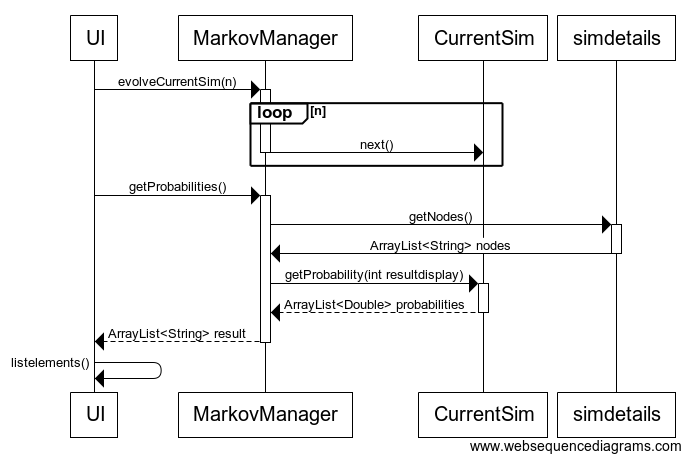 UI MarkovManager CurrentSim simdetails
evolveCurrentSim(n)
loop [n]
next()
getProbabilities()
getNodes()
ArrayList<String> nodes
getProbability(int resultdisplay)
ArrayList<Double> probabilities
ArrayList<String> result
listelements()
UI MarkovManager CurrentSim simdetails
www.websequencediagrams.com